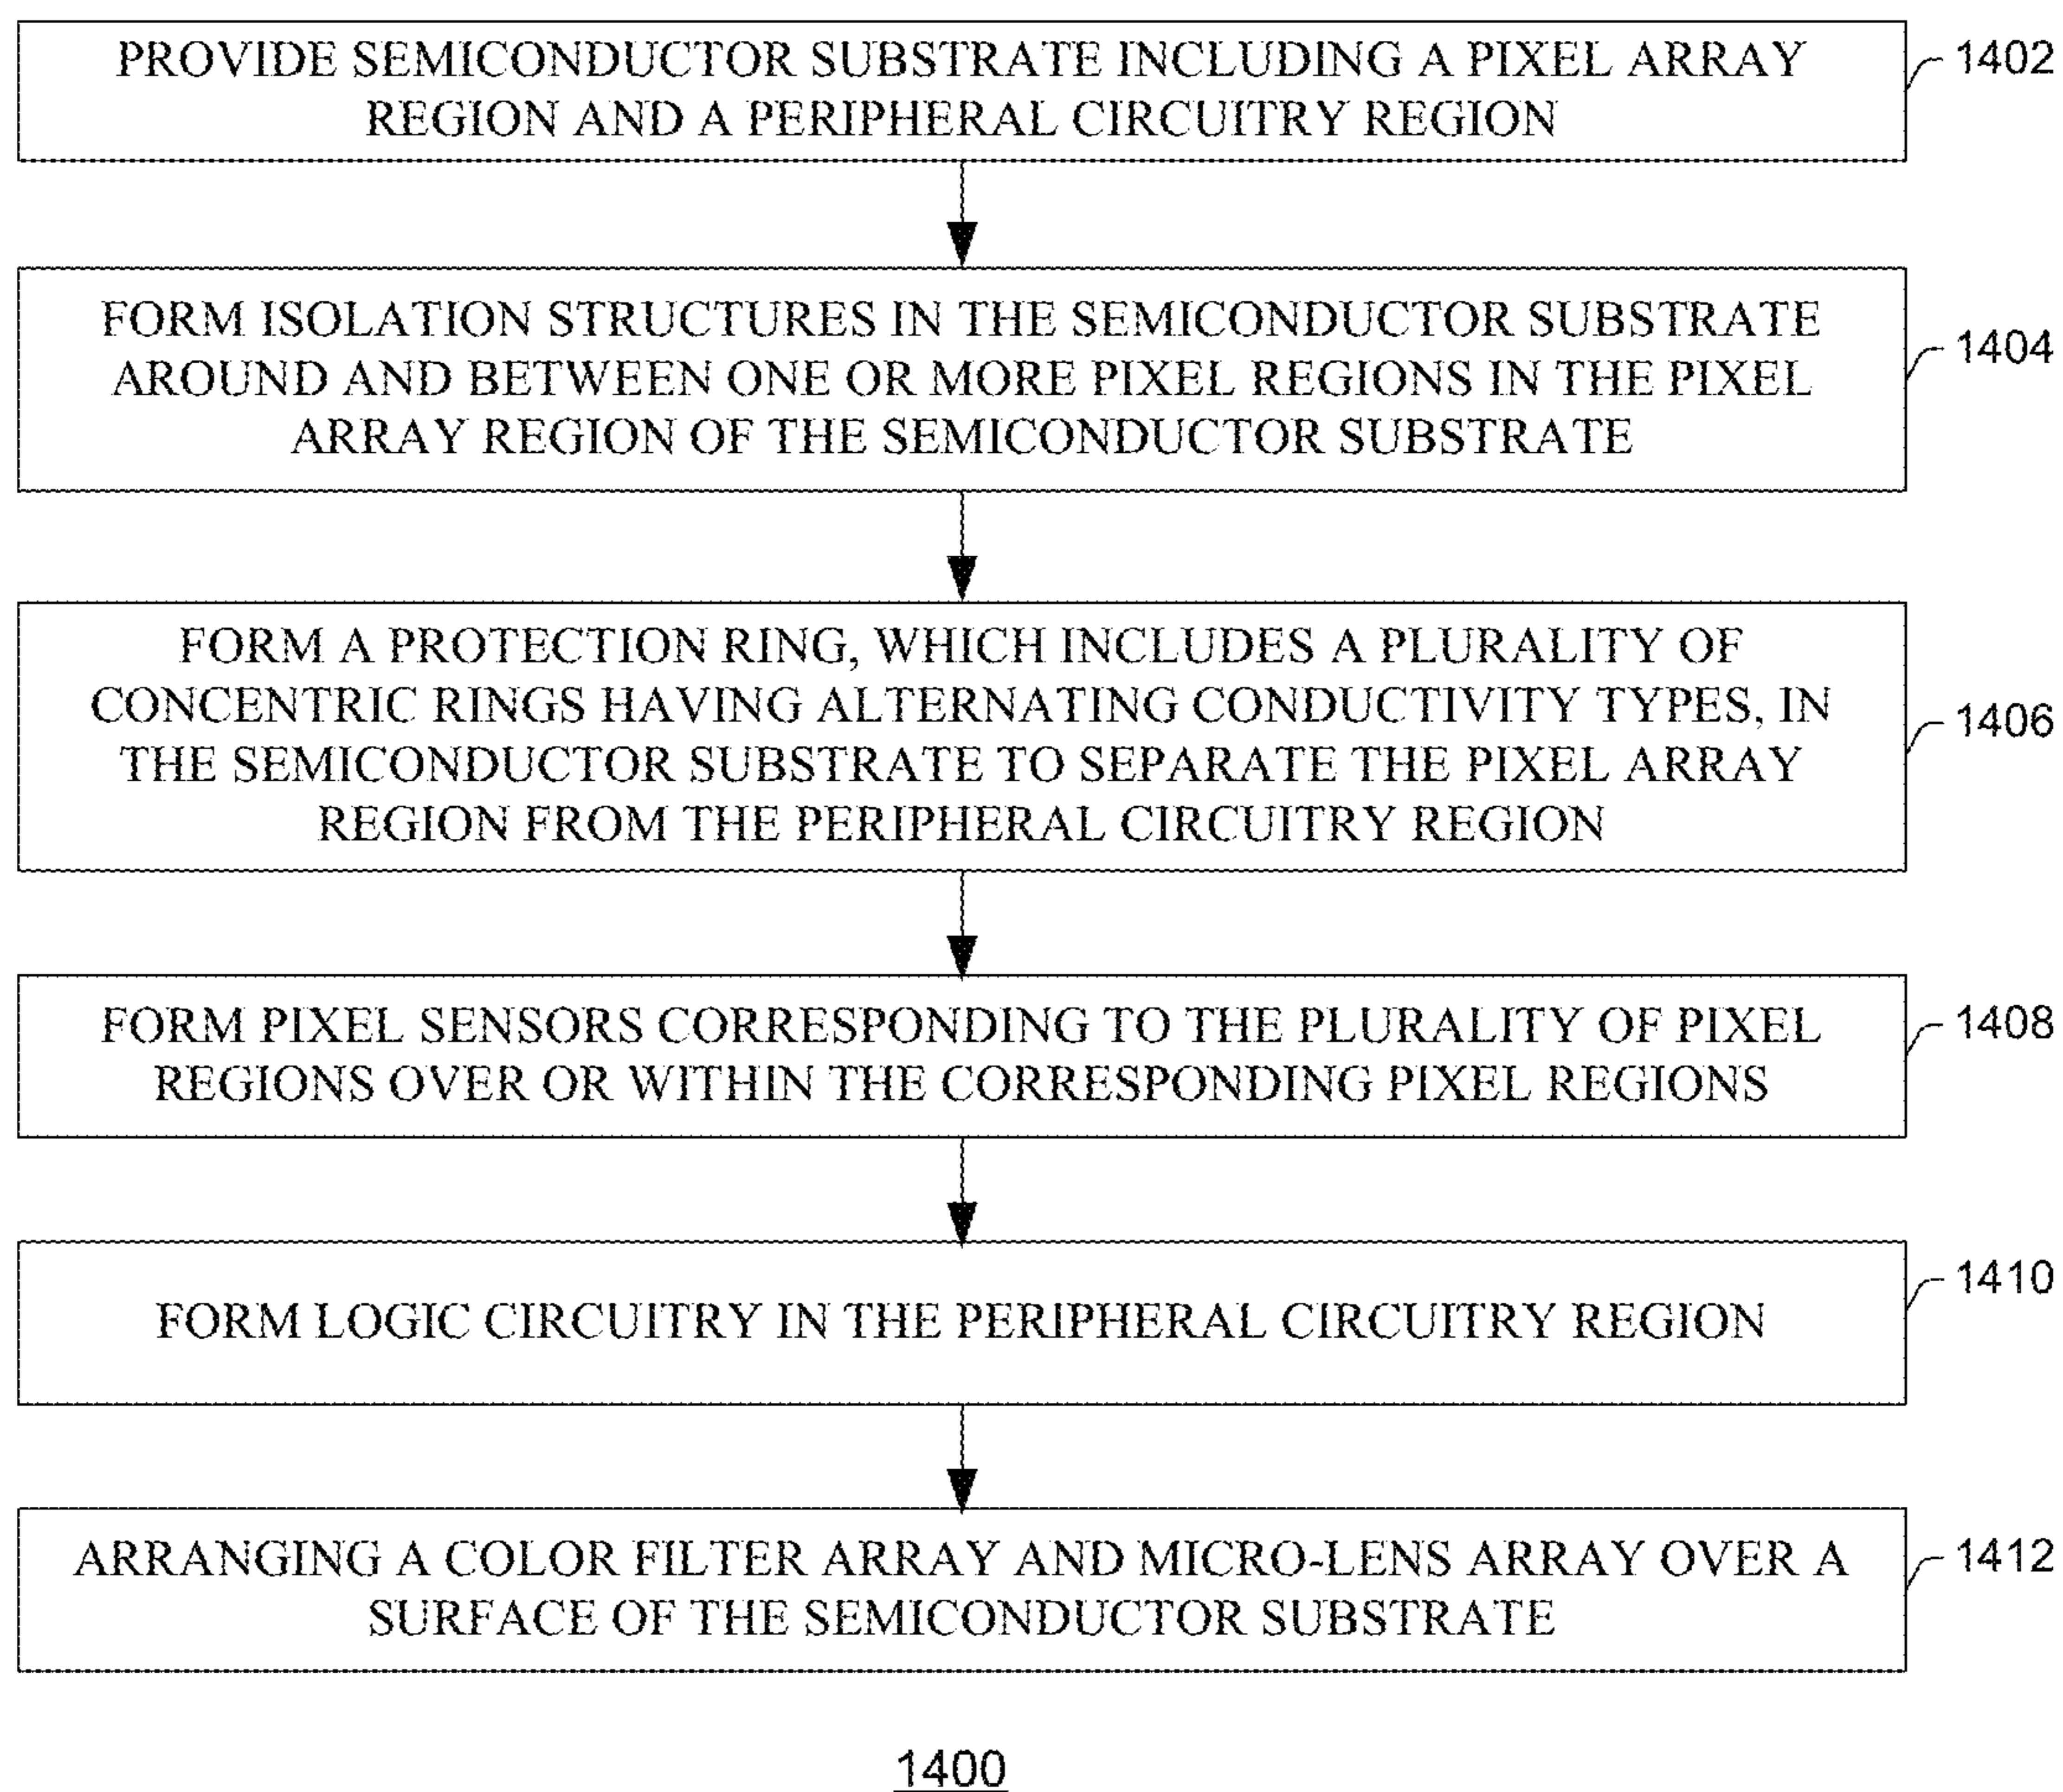 PROVIDE SEMICONDUCTOR SUBSTRATE INCLUDING A PIXEL ARRAY
REGION AND A PERIPHERAL CIRCUITRY REGION
1402
FORM ISOLATION STRUCTURES IN THE SEMICONDUCTOR SUBSTRATE
AROUND AND BETWEEN ONE OR MORE PIXEL REGIONS IN THE PIXEL
ARRAY REGION OF THE SEMICONDUCTOR SUBSTRATE
1404
FORM A PROTECTION RING, WHICH INCLUDES A PLURALITY OF
CONCENTRIC RINGS HAVING ALTERNATING CONDUCTIVITY TYPES, IN
THE SEMICONDUCTOR SUBSTRATE TO SEPARATE THE PIXEL ARRAY
REGION FROM THE PERIPHERAL CIRCUITRY REGION
1406
FORM PIXEL SENSORS CORRESPONDING TO THE PLURALITY OF PIXEL
REGIONS OVER OR WITHIN THE CORRESPONDING PIXEL REGIONS
1408
FORM LOGIC CIRCUITRY IN THE PERIPHERAL CIRCUITRY REGION
1410
ARRANGING A COLOR FILTER ARRAY AND MICRO-LENS ARRAY OVER A
SURFACE OF THE SEMICONDUCTOR SUBSTRATE
1412
1400